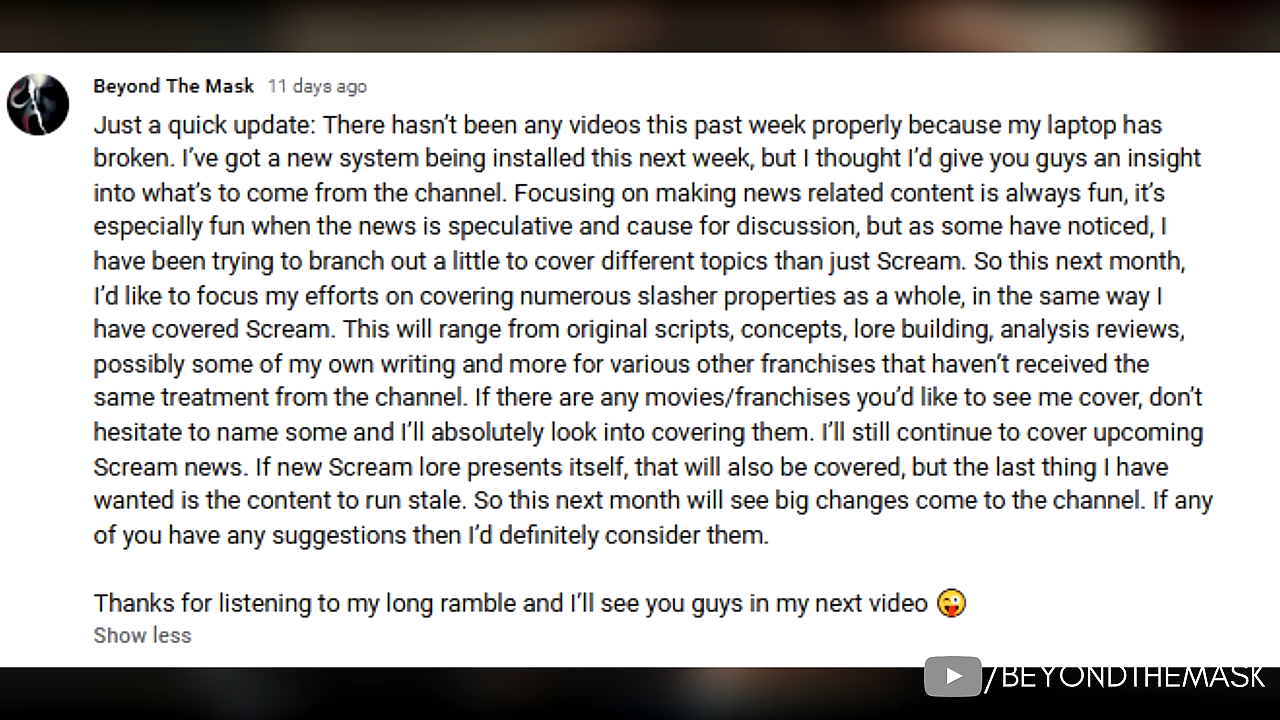 Beyond The Mask 11 days ago
Just a quick update: There hasn't been any videos this past week properly because my laptop has
broken. I've got a new system being installed this next week, but I thought I'd give you guys an insight
into what's to come from the channel. Focusing on making news related content is always fun, it's
especially fun when the news is speculative and cause for discussion, but as some have noticed, I
have been trying to branch out a little to cover different topics than just Scream. So this next month,
I'd like to focus my efforts on covering numerous slasher properties as a whole, in the same way I
have covered Scream. This will range from original scripts, concepts, lore building, analysis reviews,
possibly some of my own writing and more for various other franchises that haven't received the
same treatment from the channel. If there are any movies/franchises you'd like to see me cover, don't
hesitate to name some and I'll absolutely look into covering them. I'll still continue to cover upcoming
Scream news. If new Scream lore presents itself, that will also be covered, but the last thing I have
wanted is the content to run stale. So this next month will see big changes come to the channel. If any
of you have any suggestions then I'd definitely consider them.
Thanks for listening to my long ramble and I'll see you guys in my next video 😜
Show less
/BEYONDTHEMASK